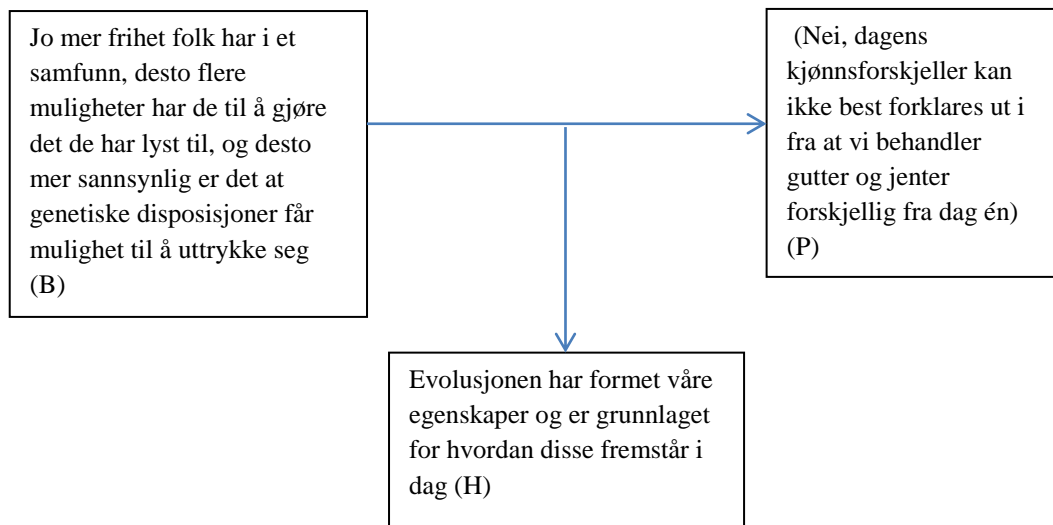 Jo mer frihet folk har i et
samfunn, desto flere
muligheter har de til å gjøre
det de har lyst til, og desto
mer sannsynlig er det at
genetiske disposisjoner får
mulighet til å uttrykke seg
(B)
(Nei, dagens
kjønnsforskjeller kan
ikke best forklares ut i
fra at vi behandler
gutter og jenter
forskjellig fra dag én)
(P)
Evolusjonen har formet våre
egenskaper og er grunnlaget
for hvordan disse fremstår i
dag (H)